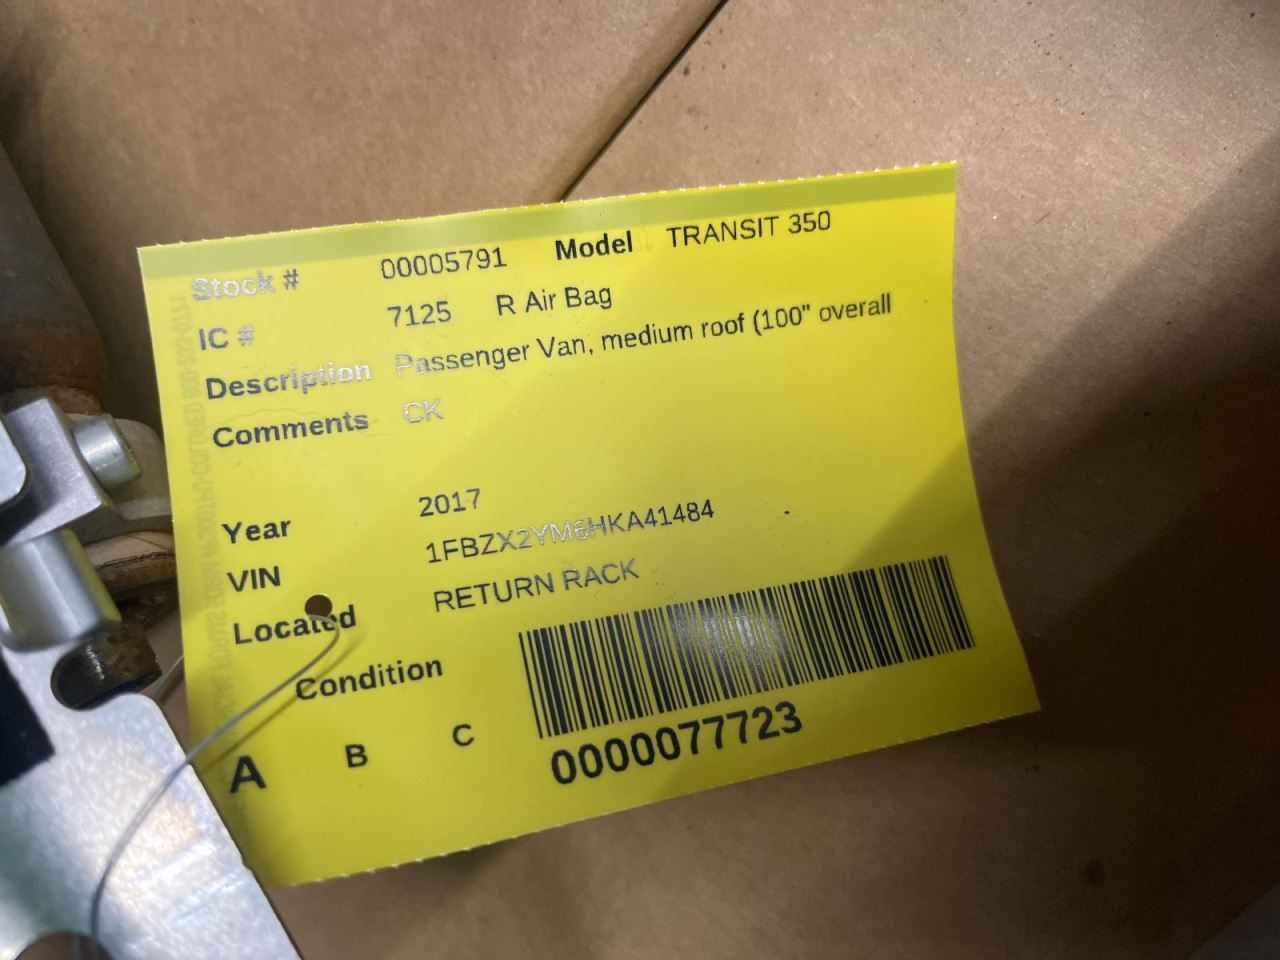 Stock # 00005791 Model TRANSIT 350
IC # 7125 R Air Bag
Description Passenger Van, medium roof (100" overall
Comments CK
Year 2017
VIN 1FBZX2YM6HKA41484
Located RETURN RACK
Condition
A B C
0000077723